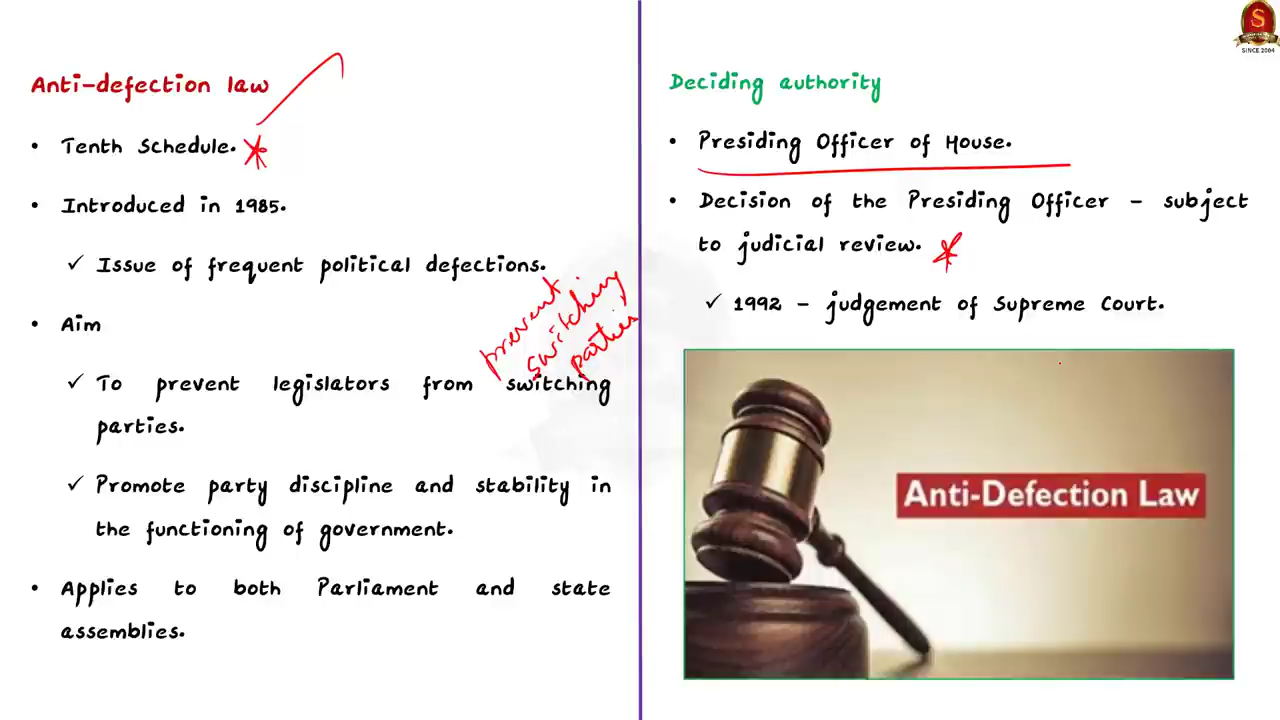 Anti-defection law
• Tenth Schedule.
• Introduced in 1985.
✓ Issue of frequent political defections.
• Aim
prevent
switching
parties
✓ To prevent legislators from switching
parties.
✓ Promote party discipline and stability in
the functioning of government.
• Applies to both Parliament and state
assemblies.
Deciding authority
• Presiding Officer of House.
• Decision of the Presiding Officer – subject
to judicial review.
✓ 1992 – judgement of Supreme Court.
Anti-Defection Law
S
SINCE 2004